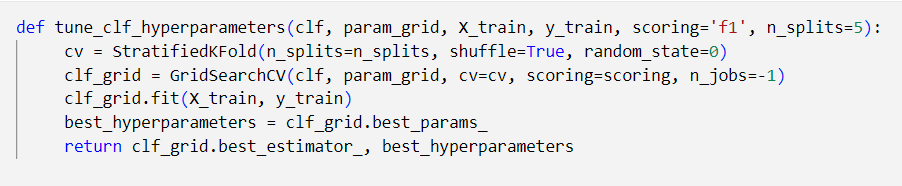 def tune_clf_hyperparameters(clf, param_grid, X_train, y_train, scoring='f1', n_splits=5):
    cv = StratifiedKFold(n_splits=n_splits, shuffle=True, random_state=0)
    clf_grid = GridSearchCV(clf, param_grid, cv=cv, scoring=scoring, n_jobs=-1)
    clf_grid.fit(X_train, y_train)
    best_hyperparameters = clf_grid.best_params_
    return clf_grid.best_estimator_, best_hyperparameters